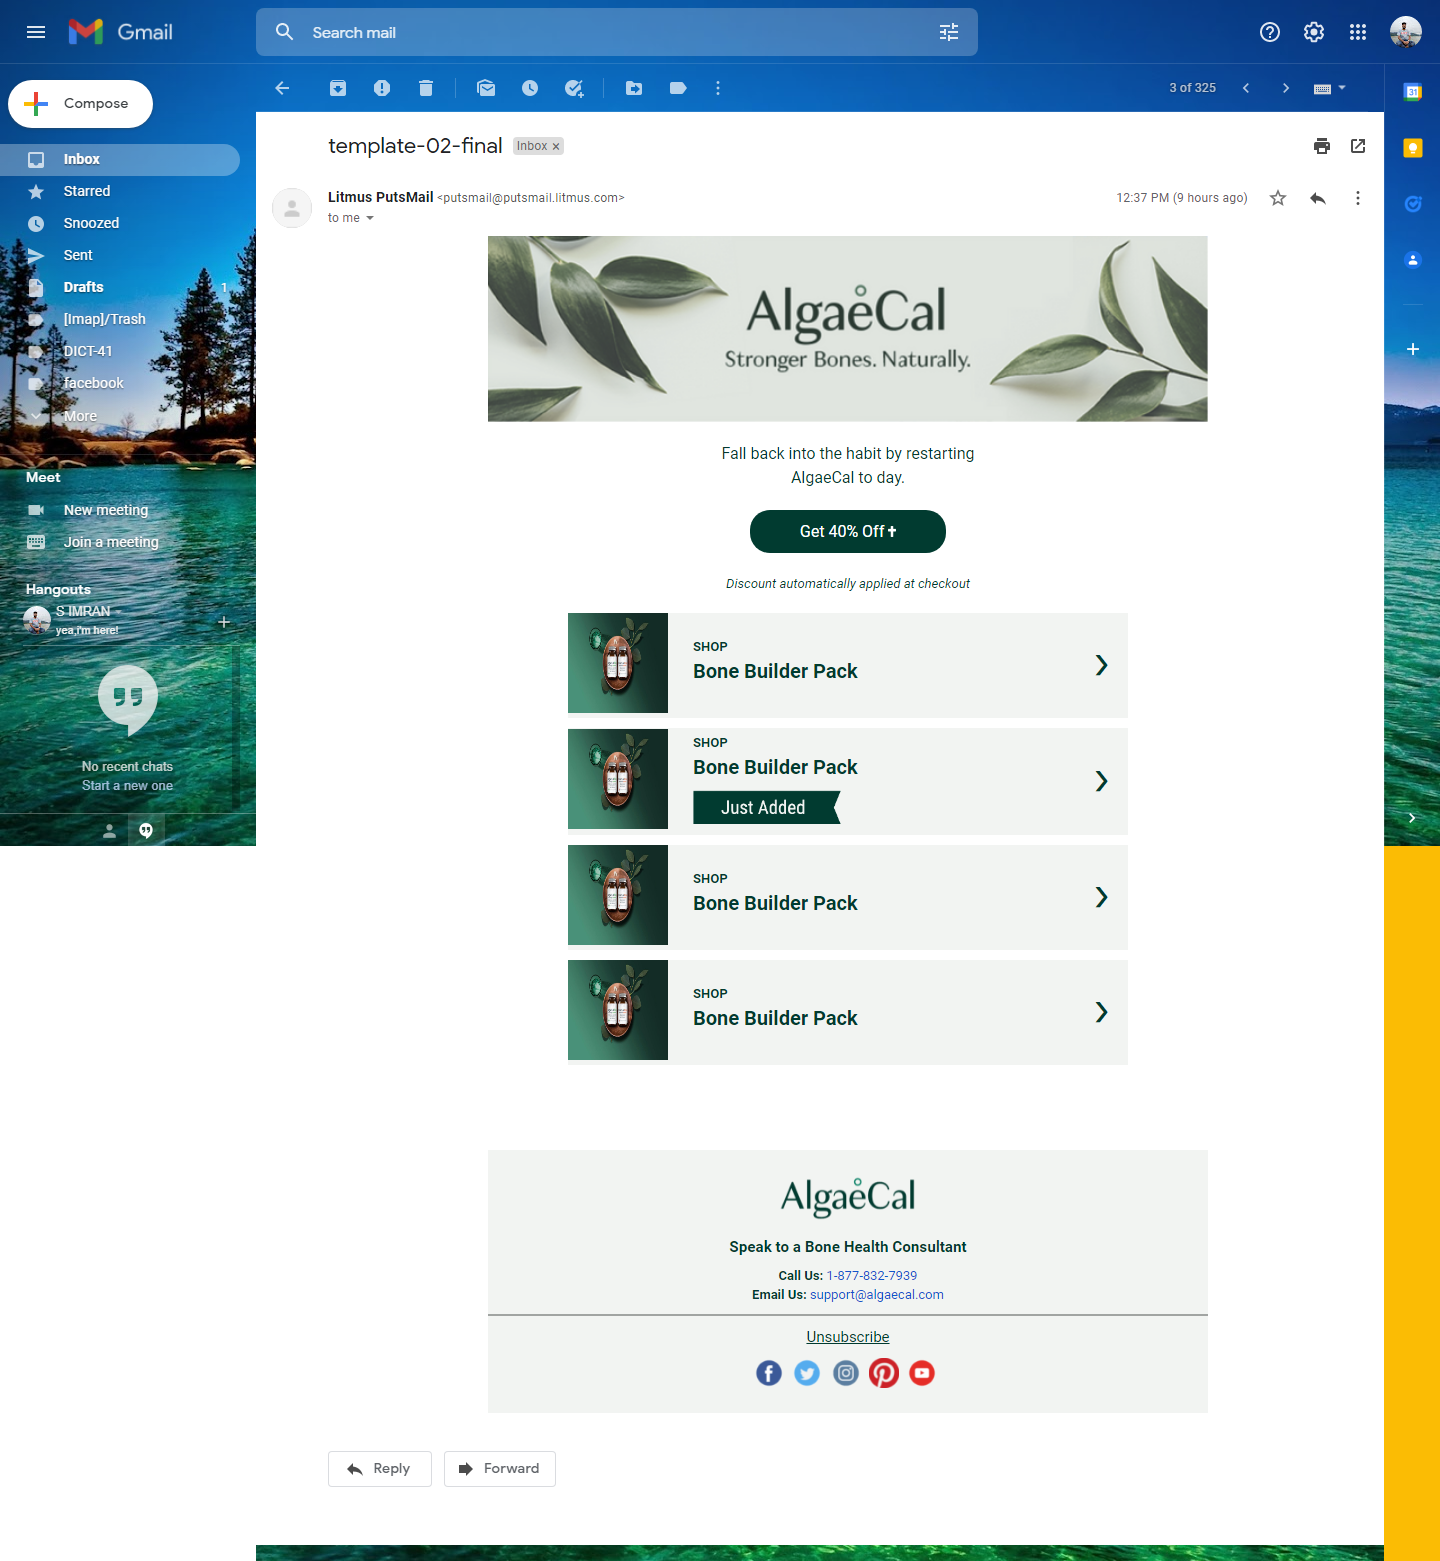 Gmail
Search mail
Compose
3 of 325
31
Inbox
Starred
Snoozed
Sent
Drafts 1
[Imap]/Trash
DICT-41
facebook
More
Meet
New meeting
Join a meeting
Hangouts
S IMRAN
yea,i'm here!
No recent chats
Start a new one
template-02-final
Inbox ×
Litmus PutsMail <putsmail@putsmail.litmus.com>
12:37 PM (9 hours ago)
to me
AlgaeCal
Stronger Bones. Naturally.
Fall back into the habit by restarting
AlgaeCal to day.
Get 40% Off
Discount automatically applied at checkout
SHOP
Bone Builder Pack
SHOP
Bone Builder Pack
Just Added
SHOP
Bone Builder Pack
SHOP
Bone Builder Pack
AlgaeCal
Speak to a Bone Health Consultant
Call Us: 1-877-832-7939
Email Us: support@algaecal.com
Unsubscribe
Reply
Forward